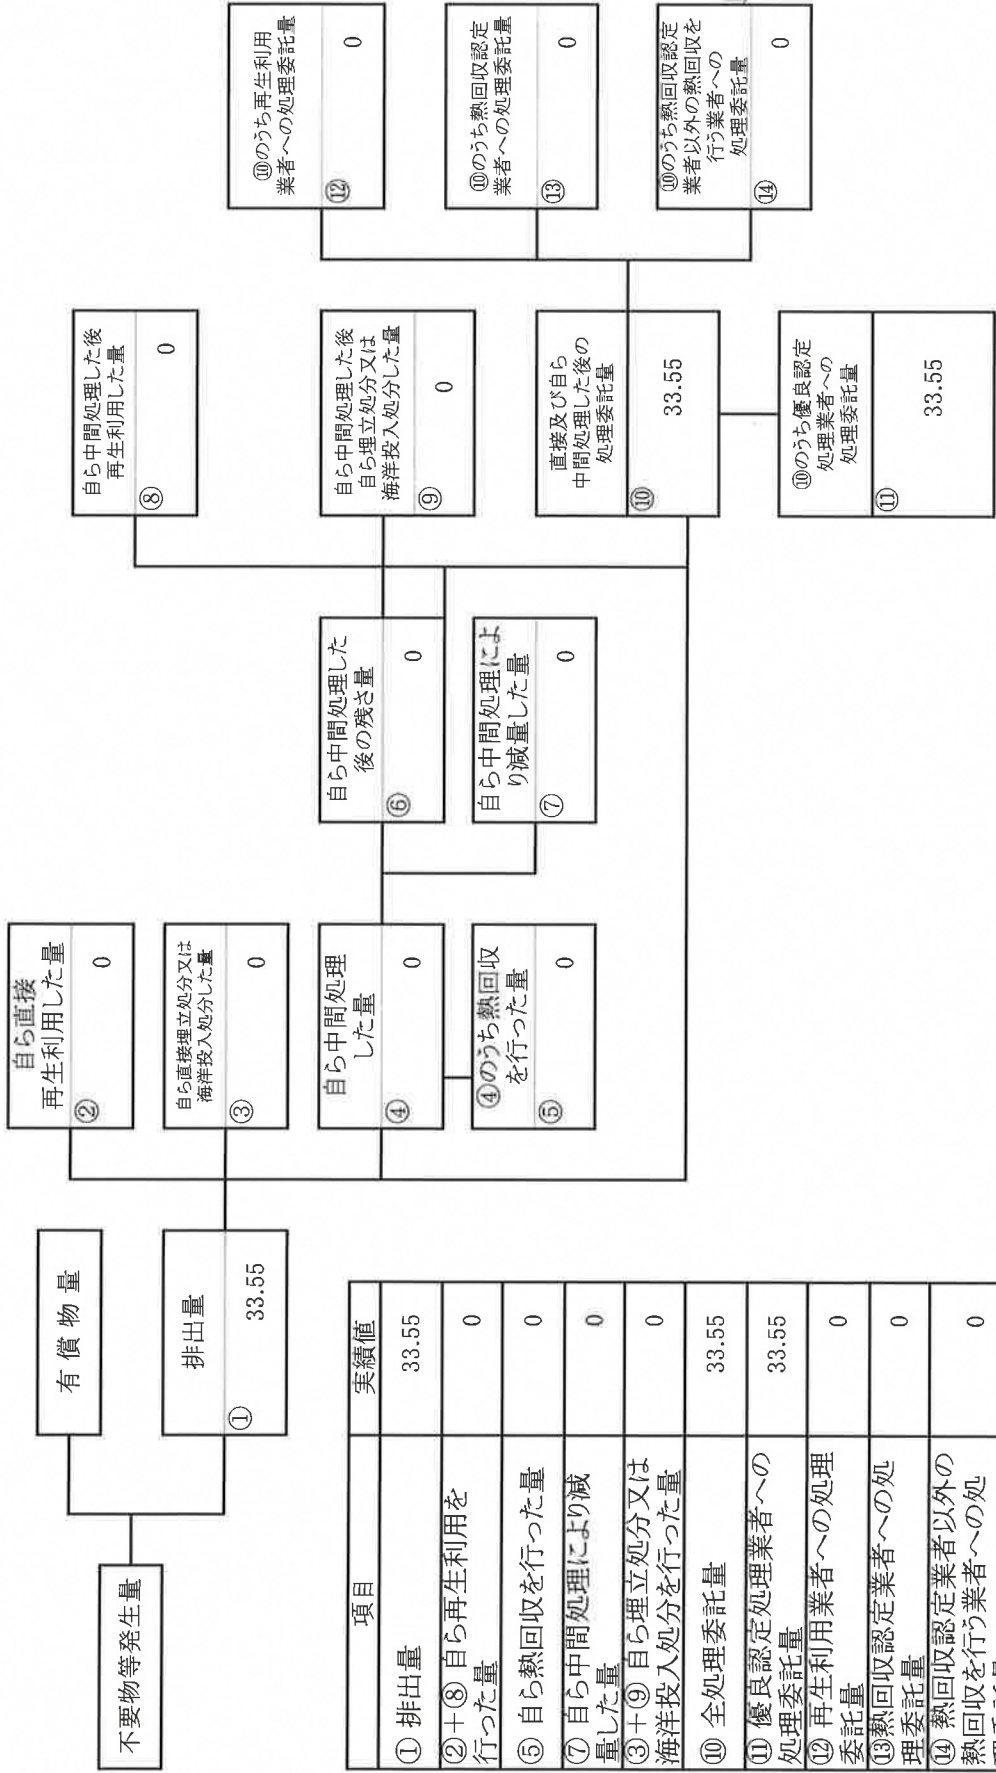 不要物等発生量
有償物量
排出量
①
33.55
自ら直接
再生利用した量
②
0
自ら直接埋立処分又は
海洋投入処分した量
③
0
自ら中間処理
した量
④
0
④のうち熱回収
を行った量
⑤
0
自ら中間処理した
後の残さ量
⑥
0
自ら中間処理によ
り減量した量
⑦
0
自ら中間処理した後
再生利用した量
⑧
0
自ら中間処理した後
自ら埋立処分又は
海洋投入処分した量
⑨
0
直接及び自ら
中間処理した後の
処理委託量
⑩
33.55
⑩のうち優良認定
処理業者への
処理委託量
⑪
33.55
⑩のうち再生利用
業者への処理委託量
⑫
0
⑩のうち熱回収認定
業者への処理委託量
⑬
0
⑩のうち熱回収認定
業者以外の熱回収を
行う業者への
処理委託量
⑭
0
項目 実績値
① 排出量 33.55
②+⑧ 自ら再生利用を
行った量 0
⑤ 自ら熱回収を行った量 0
⑦ 自ら中間処理により減
量した量 0
③+⑨ 自ら埋立処分又は
海洋投入処分を行った量 0
⑩ 全処理委託量 33.55
⑪ 優良認定処理業者への
処理委託量 33.55
⑫ 再生利用業者への処理
委託量 0
⑬熱回収認定業者への処
理委託量 0
⑭ 熱回収認定業者以外の
熱回収を行う業者への処 0